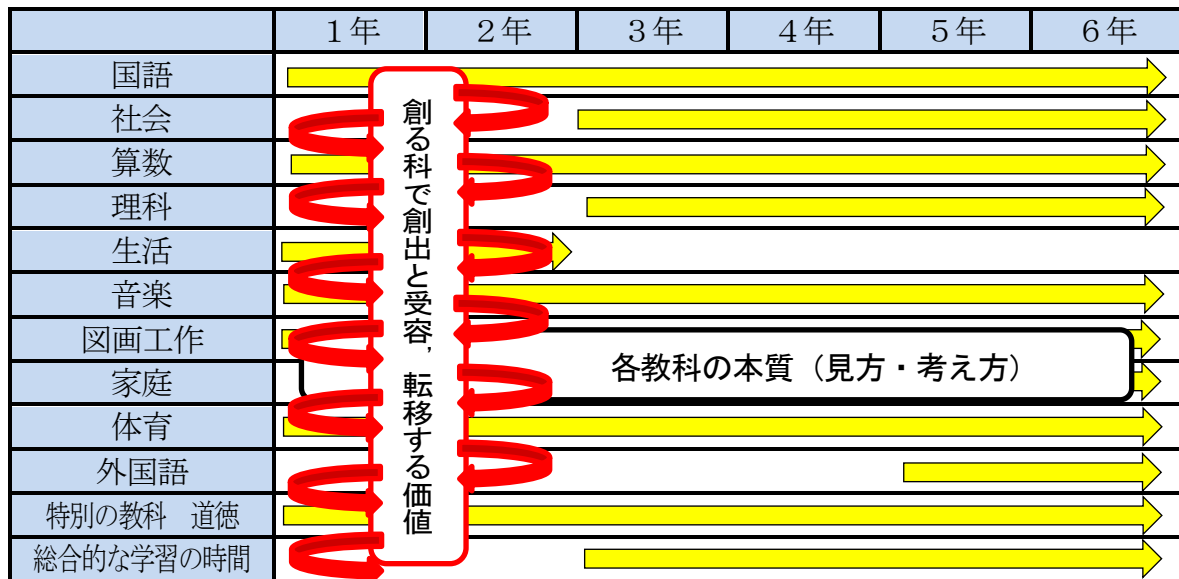 １年 ２年 ３年 ４年 ５年 ６年
国語
社会
算数
理科
生活
音楽
図画工作
家庭
体育
外国語
特別の教科　道徳
総合的な学習の時間
創る科で創出と受容，転移する価値
各教科の本質（見方・考え方）